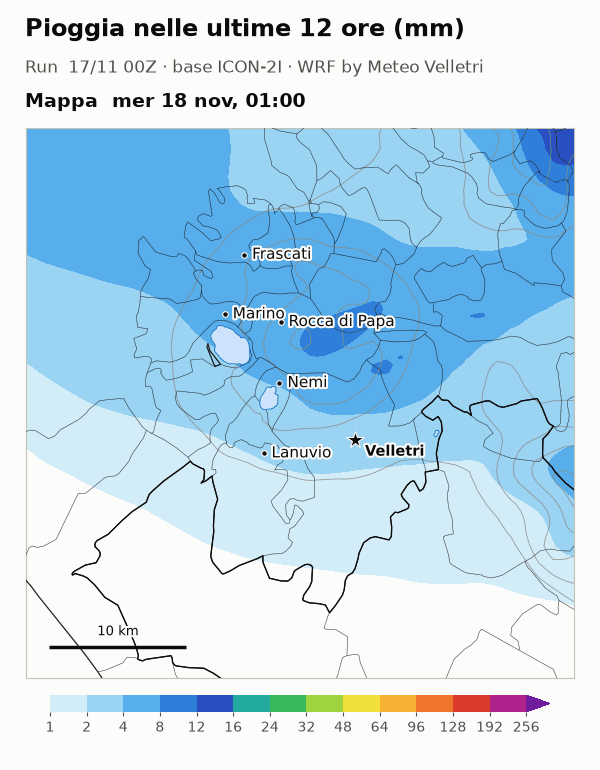 Pioggia nelle ultime 12 ore (mm)
Run  17/11 00Z · base ICON-2I · WRF by Meteo Velletri
Mappa  mer 18 nov, 01:00
Frascati
Marino
Rocca di Papa
Nemi
Velletri
Lanuvio
10 km
1 2 4 8 12 16 24 32 48 64 96 128 192 256